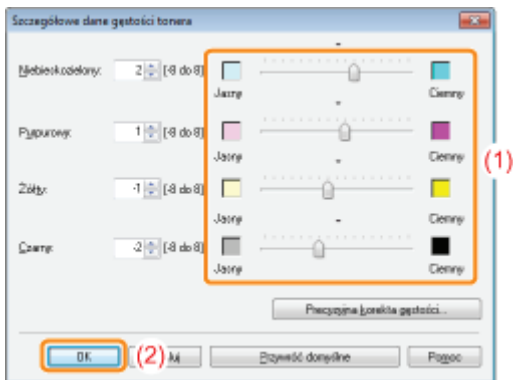 Szczegółowe dane gęstości tonera
Niebieskozielony: 2 [-8 do 8] Jasny Ciemny
Purpurowy: 1 [-8 do 8] Jasny Ciemny
(1)
Żółty: -1 [-8 do 8] Jasny Ciemny
Czarny: -2 [-8 do 8] Jasny Ciemny
Precyzyjna korekta gęstości...
OK (2) Przywróć domyślne Pomoc